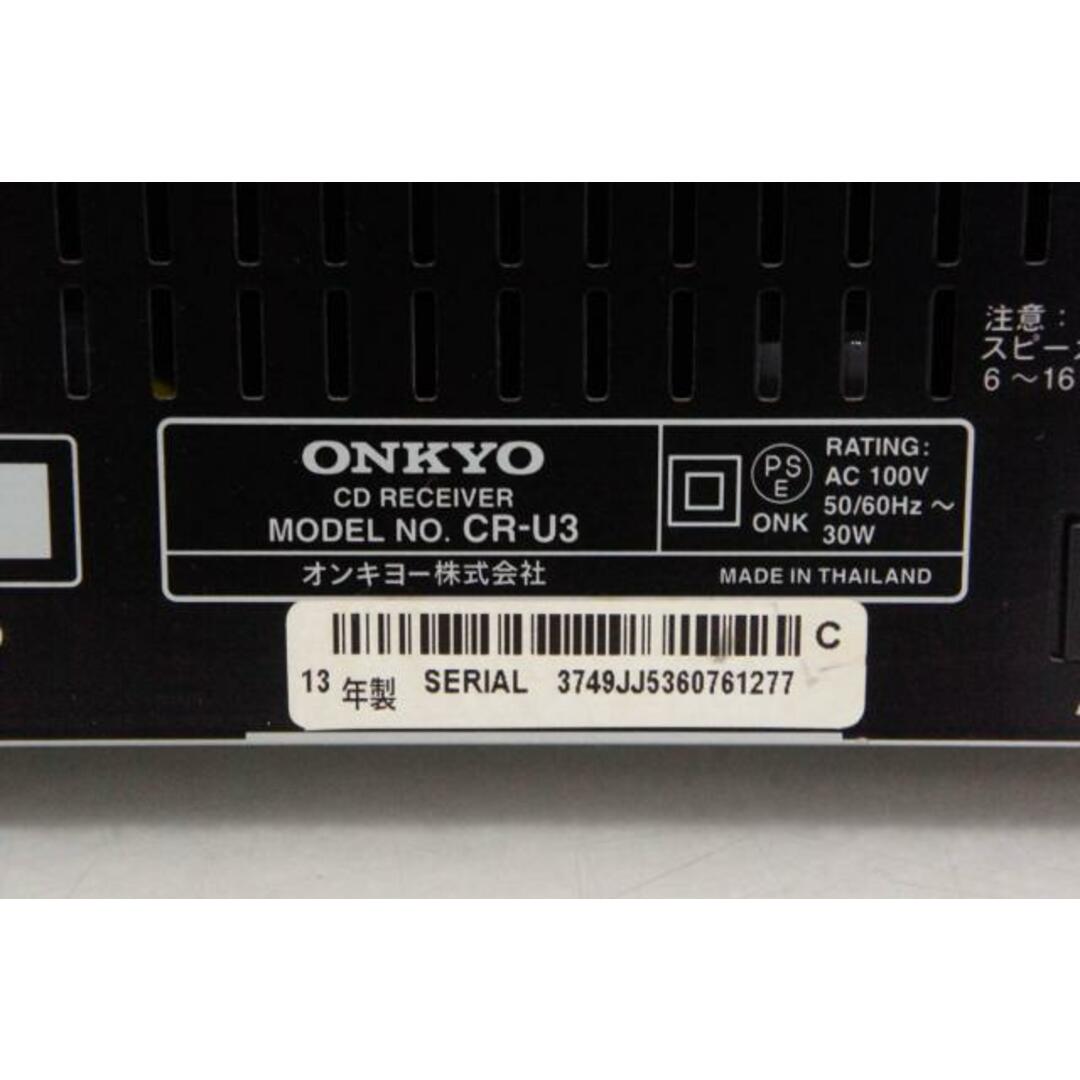 注意:
スピー
6～16
ONKYO
CD RECEIVER
MODEL NO. CR-U3
PS
E
ONK
RATING:
AC 100V
50/60Hz ～
30W
オンキヨー株式会社
MADE IN THAILAND
C
13 年製 SERIAL 3749JJ5360761277